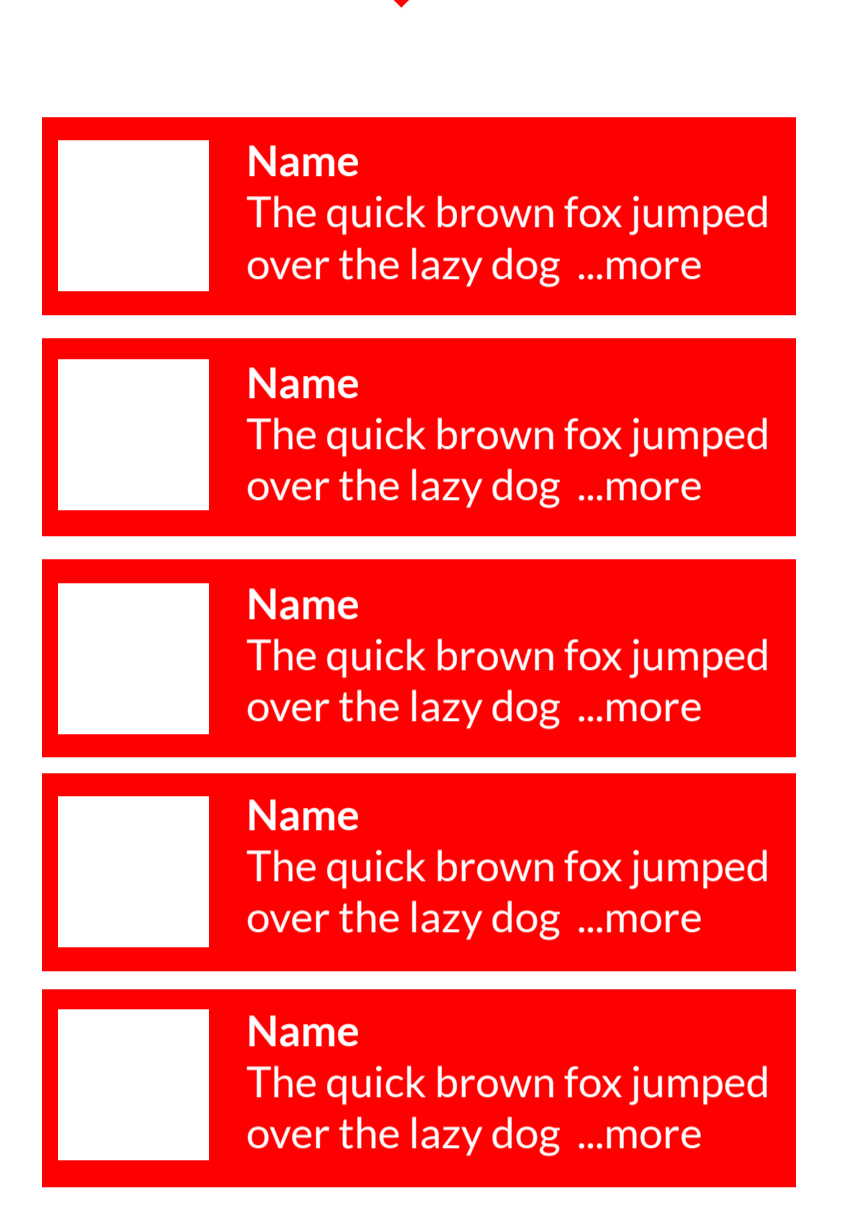 Name
The quick brown fox jumped
over the lazy dog  ...more
Name
The quick brown fox jumped
over the lazy dog  ...more
Name
The quick brown fox jumped
over the lazy dog  ...more
Name
The quick brown fox jumped
over the lazy dog  ...more
Name
The quick brown fox jumped
over the lazy dog  ...more